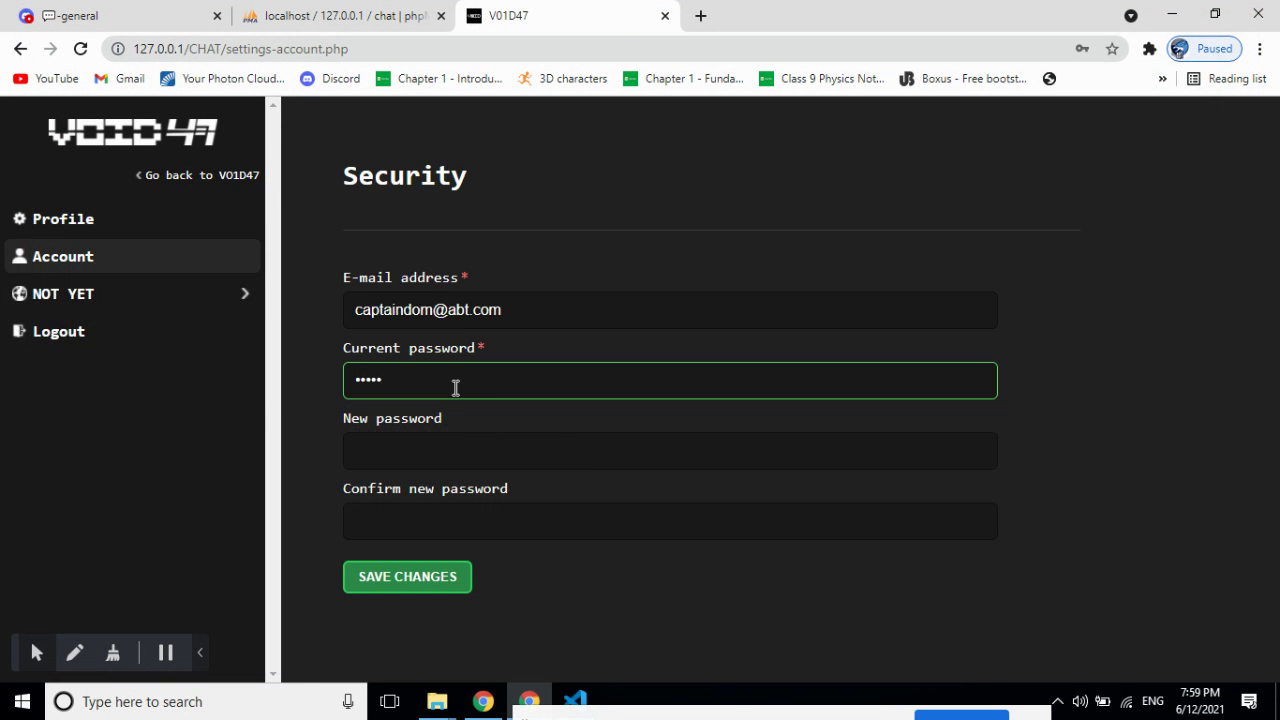 -general
localhost / 127.0.0.1 / chat | phpM
V01D47
127.0.0.1/CHAT/settings-account.php
Paused
YouTube
Gmail
Your Photon Cloud...
Discord
Chapter 1 - Introdu...
3D characters
Chapter 1 - Funda...
Class 9 Physics Not...
Boxus - Free bootst...
»
Reading list
VOID47
Go back to V01D47
Profile
Account
NOT YET
Logout
Security
E-mail address*
captaindom@abt.com
Current password*
•••••
New password
Confirm new password
SAVE CHANGES
Type here to search
ENG
7:59 PM
6/12/2021